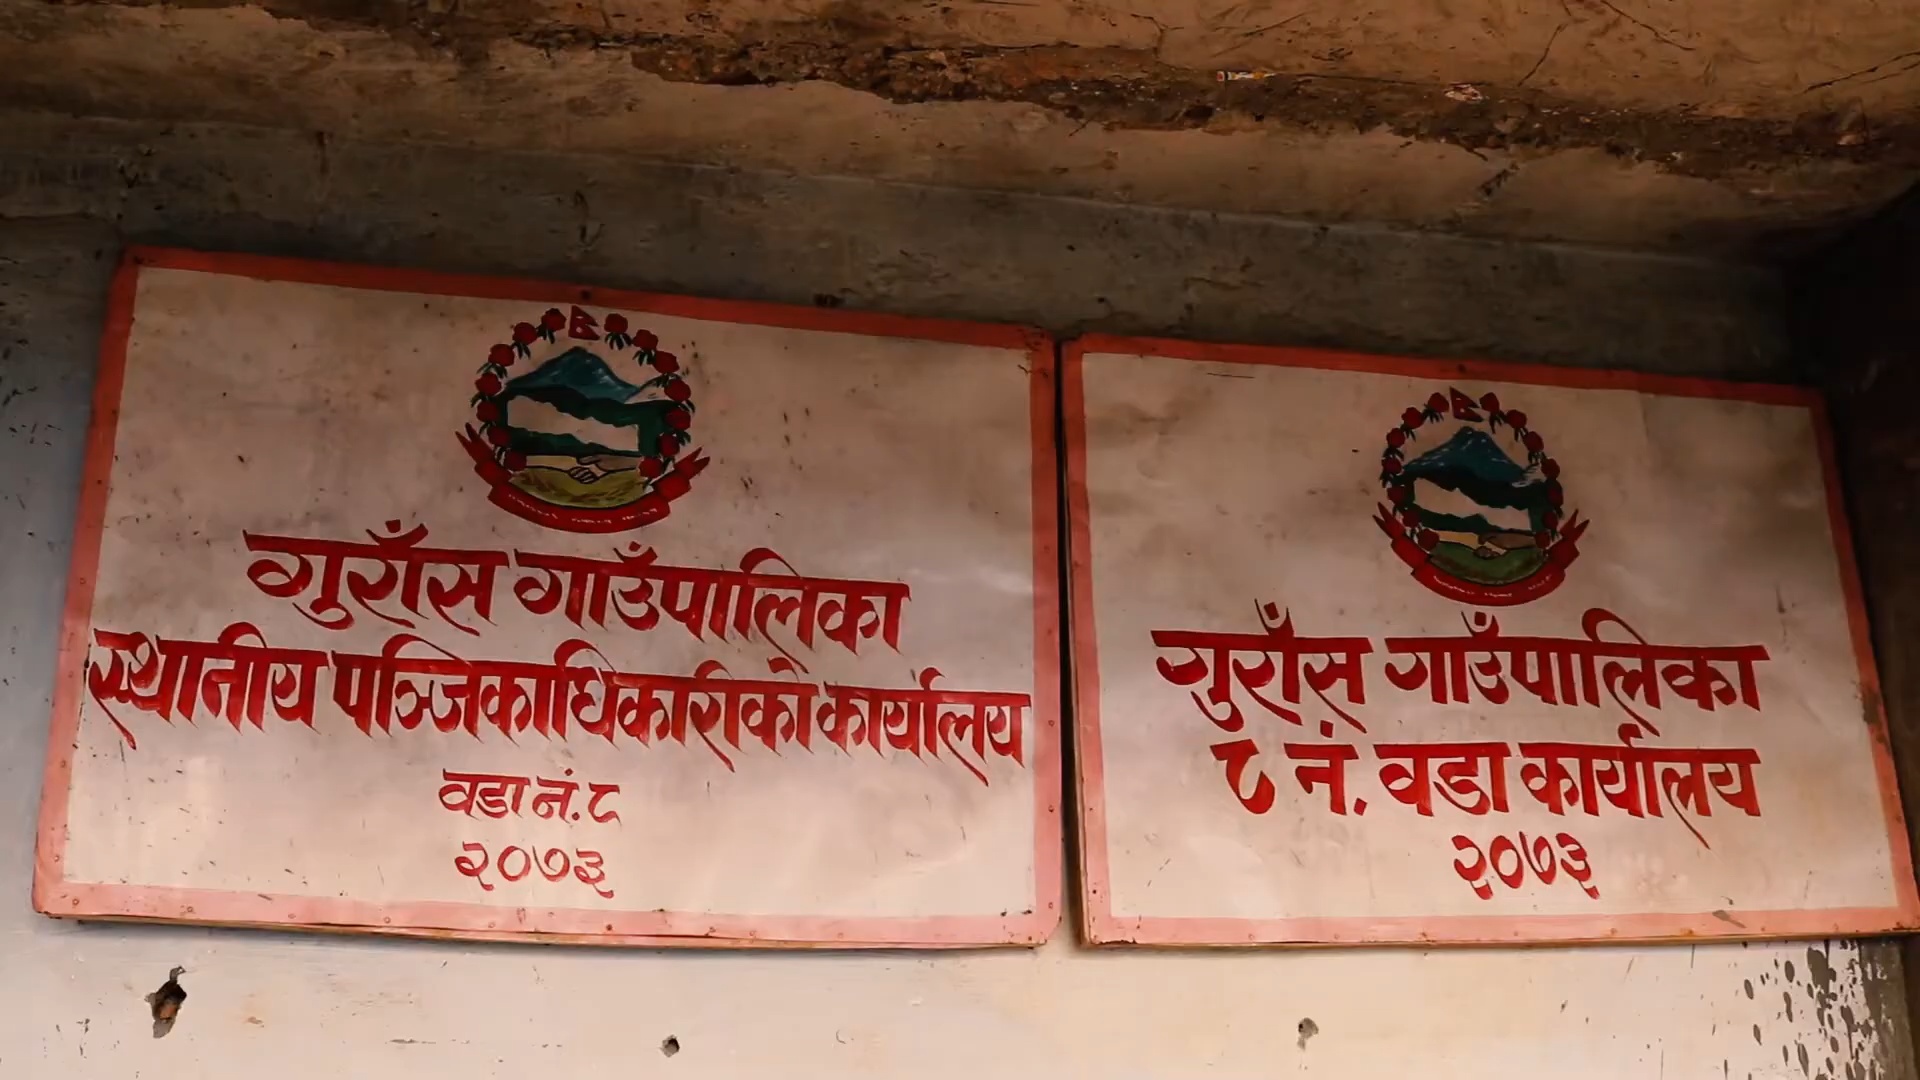 गुराँस गाउँपालिका
स्थानीय पञ्जिकाधिकारीको कार्यालय
वडा नं. ८
२०७३
गुराँस गाउँपालिका
८ नं. वडा कार्यालय
२०७३